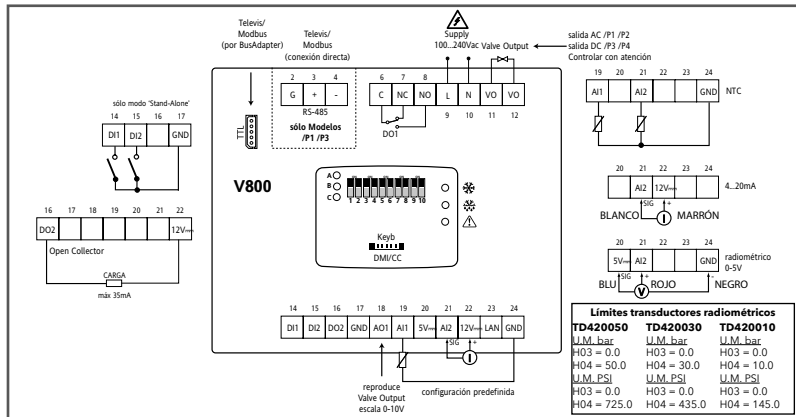 Televis/
Modbus
(por BusAdapter)
Televis/
Modbus
(conexión directa)
Supply
100...240Vac
Valve Output
salida AC /P1 /P2
salida DC /P3 /P4
Controlar con atención
2 3 4
G + -
RS-485
sólo Modelos
/P1 /P3
TTL
6 7 8
C NC NO L N VO VO
9 10 11 12
DO1
19 20 21 22 23 24
AI1 AI2 GND
NTC
sólo modo 'Stand-Alone'
14 15 16 17
DI1 DI2 GND
V800
A
B
C
1 2 3 4 5 6 7 8 9 10
Keyb
DMI/CC
20 21 22 23 24
AI2 12V
4...20mA
SIG +
BLANCO I MARRÓN
16 17 18 19 20 21 22
DO2 12V
Open Collector
CARGA
máx 35mA
20 21 22 23 24
5V AI2 GND
radiométrico
0-5V
SIG + -
BLU V ROJO NEGRO
14 15 16 17 18 19 20 21 22 23 24
DI1 DI2 DO2 GND AO1 AI1 5V AI2 12V LAN GND
SIG +
I
reproduce
Valve Output
escala 0-10V
configuración predefinida
Límites transductores radiométricos
TD420050 TD420030 TD420010
U.M. bar U.M. bar U.M. bar
H03 = 0.0 H03 = 0.0 H03 = 0.0
H04 = 50.0 H04 = 30.0 H04 = 10.0
U.M. PSI U.M. PSI U.M. PSI
H03 = 0.0 H03 = 0.0 H03 = 0.0
H04 = 725.0 H04 = 435.0 H04 = 145.0